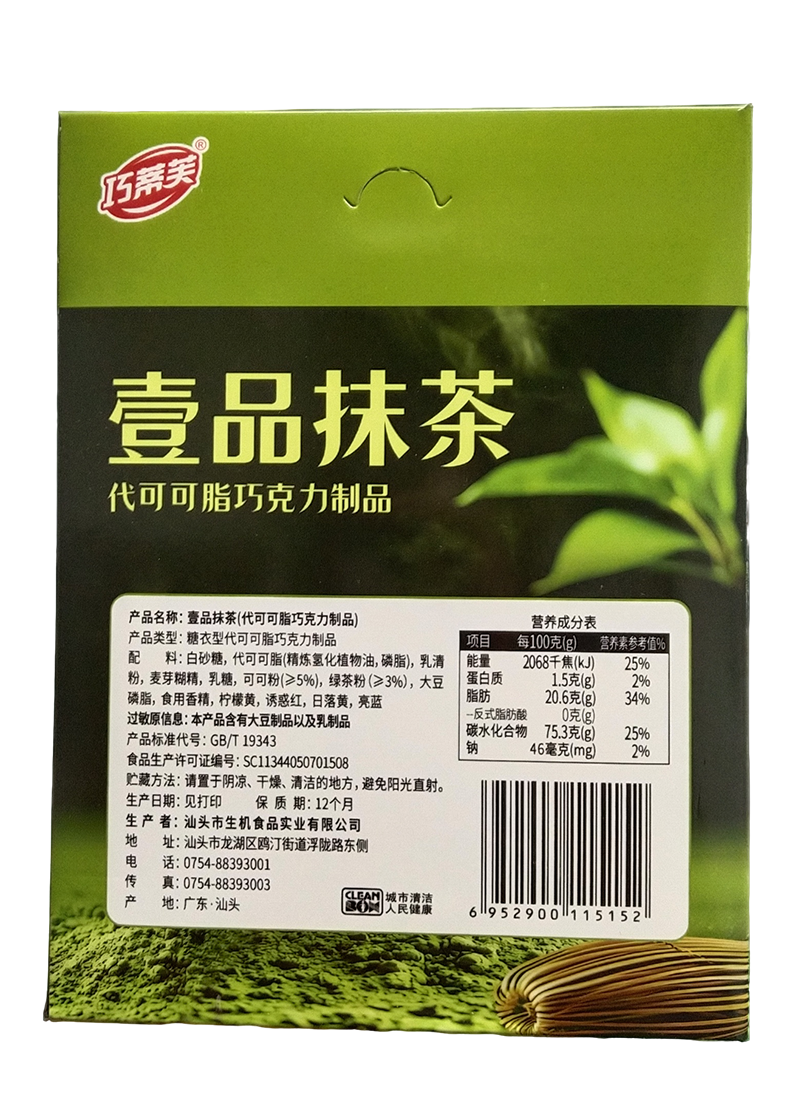 巧蒂芙®
壹品抹茶
代可可脂巧克力制品
产品名称：壹品抹茶(代可可脂巧克力制品)
产品类型：糖衣型代可可脂巧克力制品
配 料：白砂糖，代可可脂(精炼氢化植物油，磷脂)，乳清
粉，麦芽糊精，乳糖，可可粉(≥5%)，绿茶粉(≥3%)，大豆
磷脂，食用香精，柠檬黄，诱惑红，日落黄，亮蓝
过敏原信息：本产品含有大豆制品以及乳制品
产品标准代号：GB/T 19343
食品生产许可证编号：SC11344050701508
贮藏方法：请置于阴凉、干燥、清洁的地方，避免阳光直射。
生产日期：见打印 保 质 期：12个月
生 产 者：汕头市生机食品实业有限公司
地 址：汕头市龙湖区鸥汀街道浮陇路东侧
电 话：0754-88393001
传 真：0754-88393003
产 地：广东·汕头
CLEAN
BOX
城市清洁
人民健康
营养成分表
项目 每100克(g) 营养素参考值%
能量 2068千焦(kJ) 25%
蛋白质 1.5克(g) 2%
脂肪 20.6克(g) 34%
--反式脂肪酸 0克(g)
碳水化合物 75.3克(g) 25%
钠 46毫克(mg) 2%
6 952900 115152